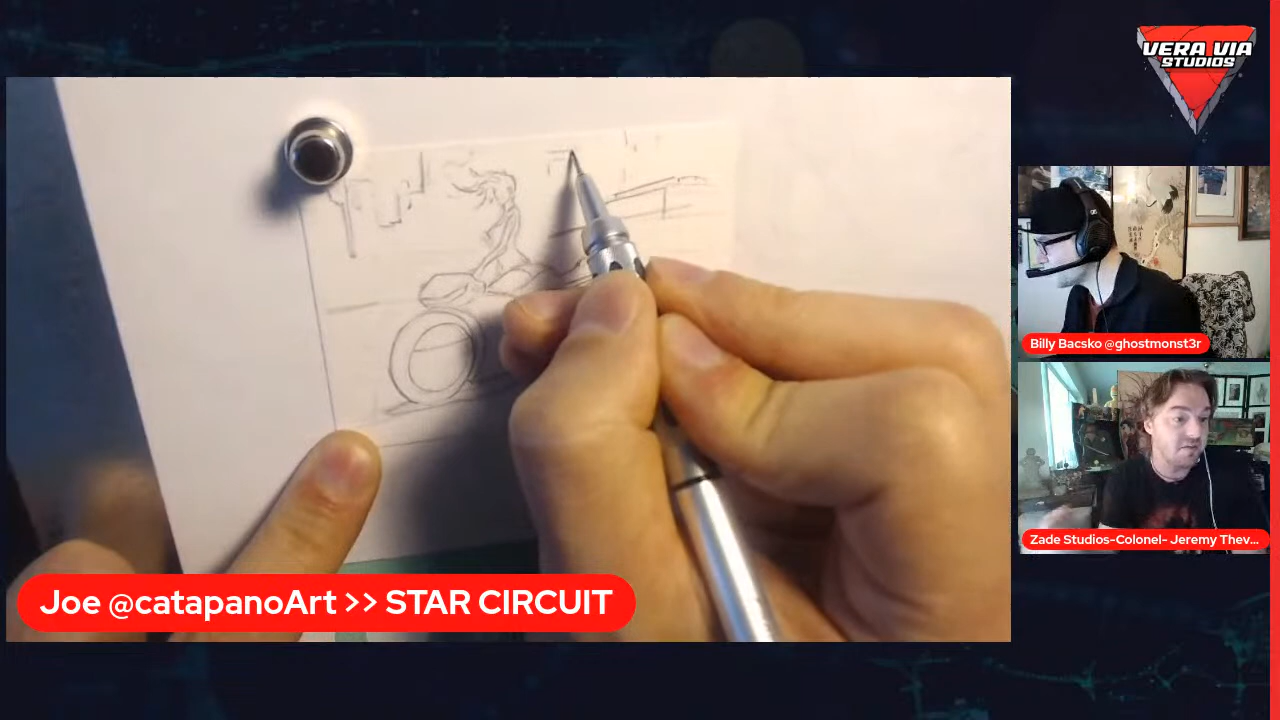 VERA VIA
STUDIOS
Billy Bacsko @ghostmonst3r
Zade Studios-Colonel- Jeremy Thev...
Joe @catapanoArt >> STAR CIRCUIT